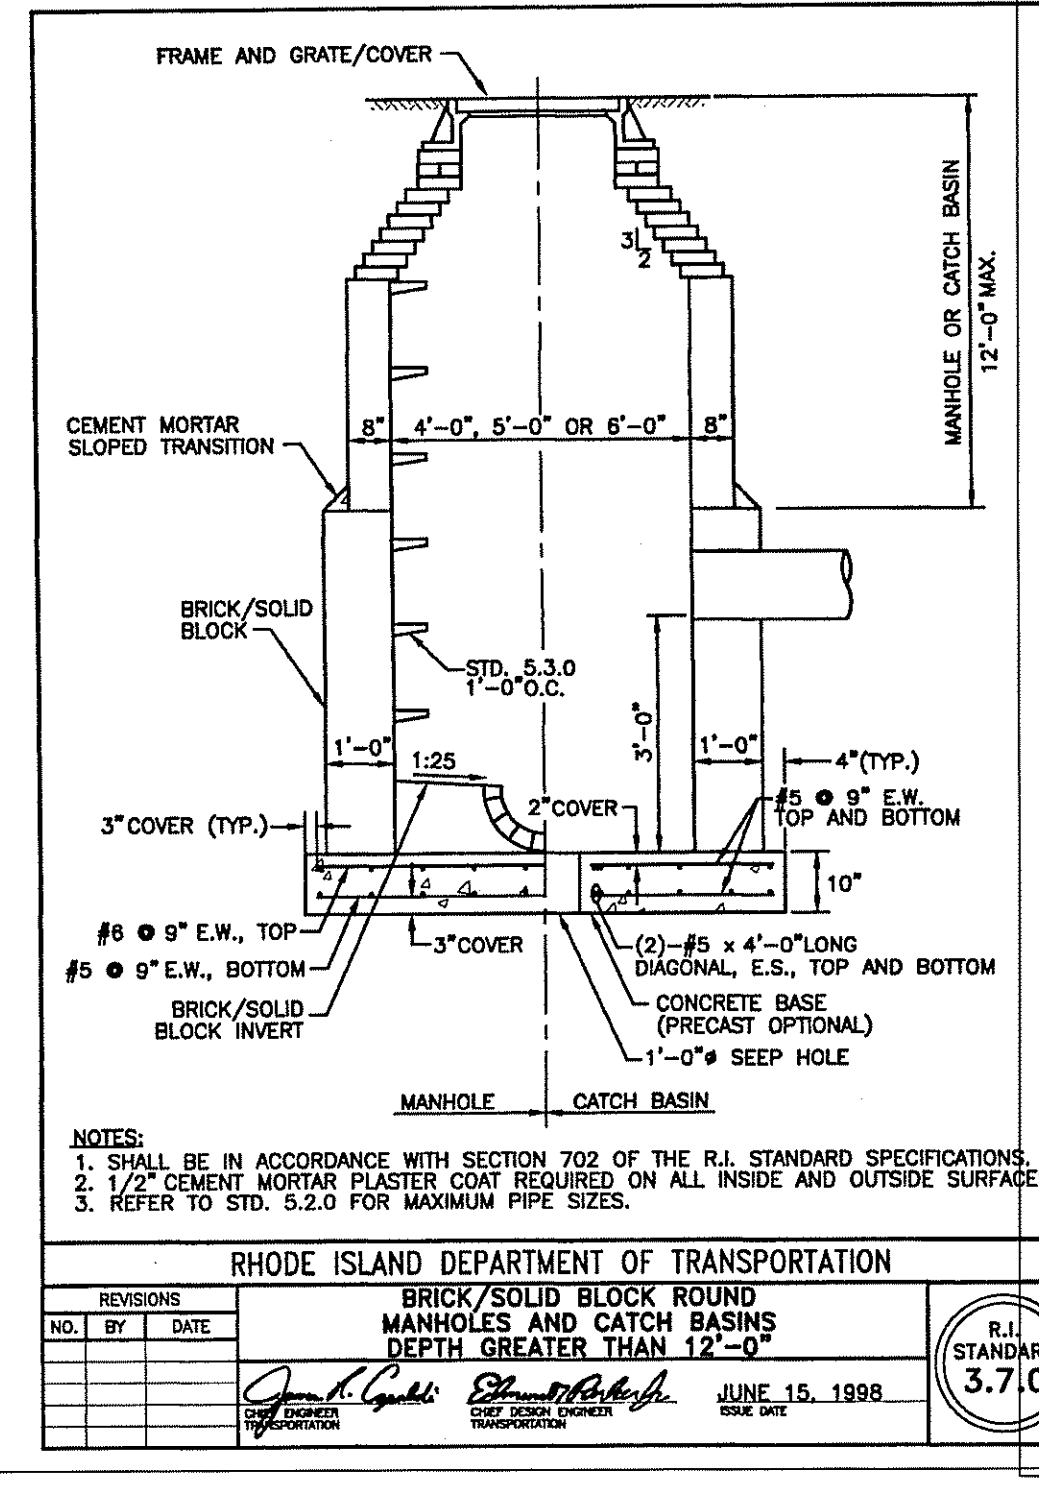 FRAME AND GRATE/COVER
MANHOLE OR CATCH BASIN
12'-0" MAX.
3
2
CEMENT MORTAR
SLOPED TRANSITION
8"
4'-0", 5'-0" OR 6'-0"
8"
BRICK/SOLID
BLOCK
STD. 5.3.0
1'-0"O.C.
3'-0"
1'-0"
1:25
1'-0"
4"(TYP.)
2"COVER
#5 @ 9" E.W.
TOP AND BOTTOM
3"COVER (TYP.)
10"
#6 @ 9" E.W., TOP
3"COVER
(2)-#5 x 4'-0"LONG
DIAGONAL, E.S., TOP AND BOTTOM
#5 @ 9" E.W., BOTTOM
BRICK/SOLID
BLOCK INVERT
CONCRETE BASE
(PRECAST OPTIONAL)
1'-0"ø SEEP HOLE
MANHOLE
CATCH BASIN
NOTES:
1. SHALL BE IN ACCORDANCE WITH SECTION 702 OF THE R.I. STANDARD SPECIFICATIONS.
2. 1/2" CEMENT MORTAR PLASTER COAT REQUIRED ON ALL INSIDE AND OUTSIDE SURFACE
3. REFER TO STD. 5.2.0 FOR MAXIMUM PIPE SIZES.
RHODE ISLAND DEPARTMENT OF TRANSPORTATION
REVISIONS
NO. BY DATE
BRICK/SOLID BLOCK ROUND
MANHOLES AND CATCH BASINS
DEPTH GREATER THAN 12'-0"
CHIEF ENGINEER
TRANSPORTATION
CHIEF DESIGN ENGINEER
TRANSPORTATION
JUNE 15, 1998
ISSUE DATE
R.I.
STANDAR
3.7.0